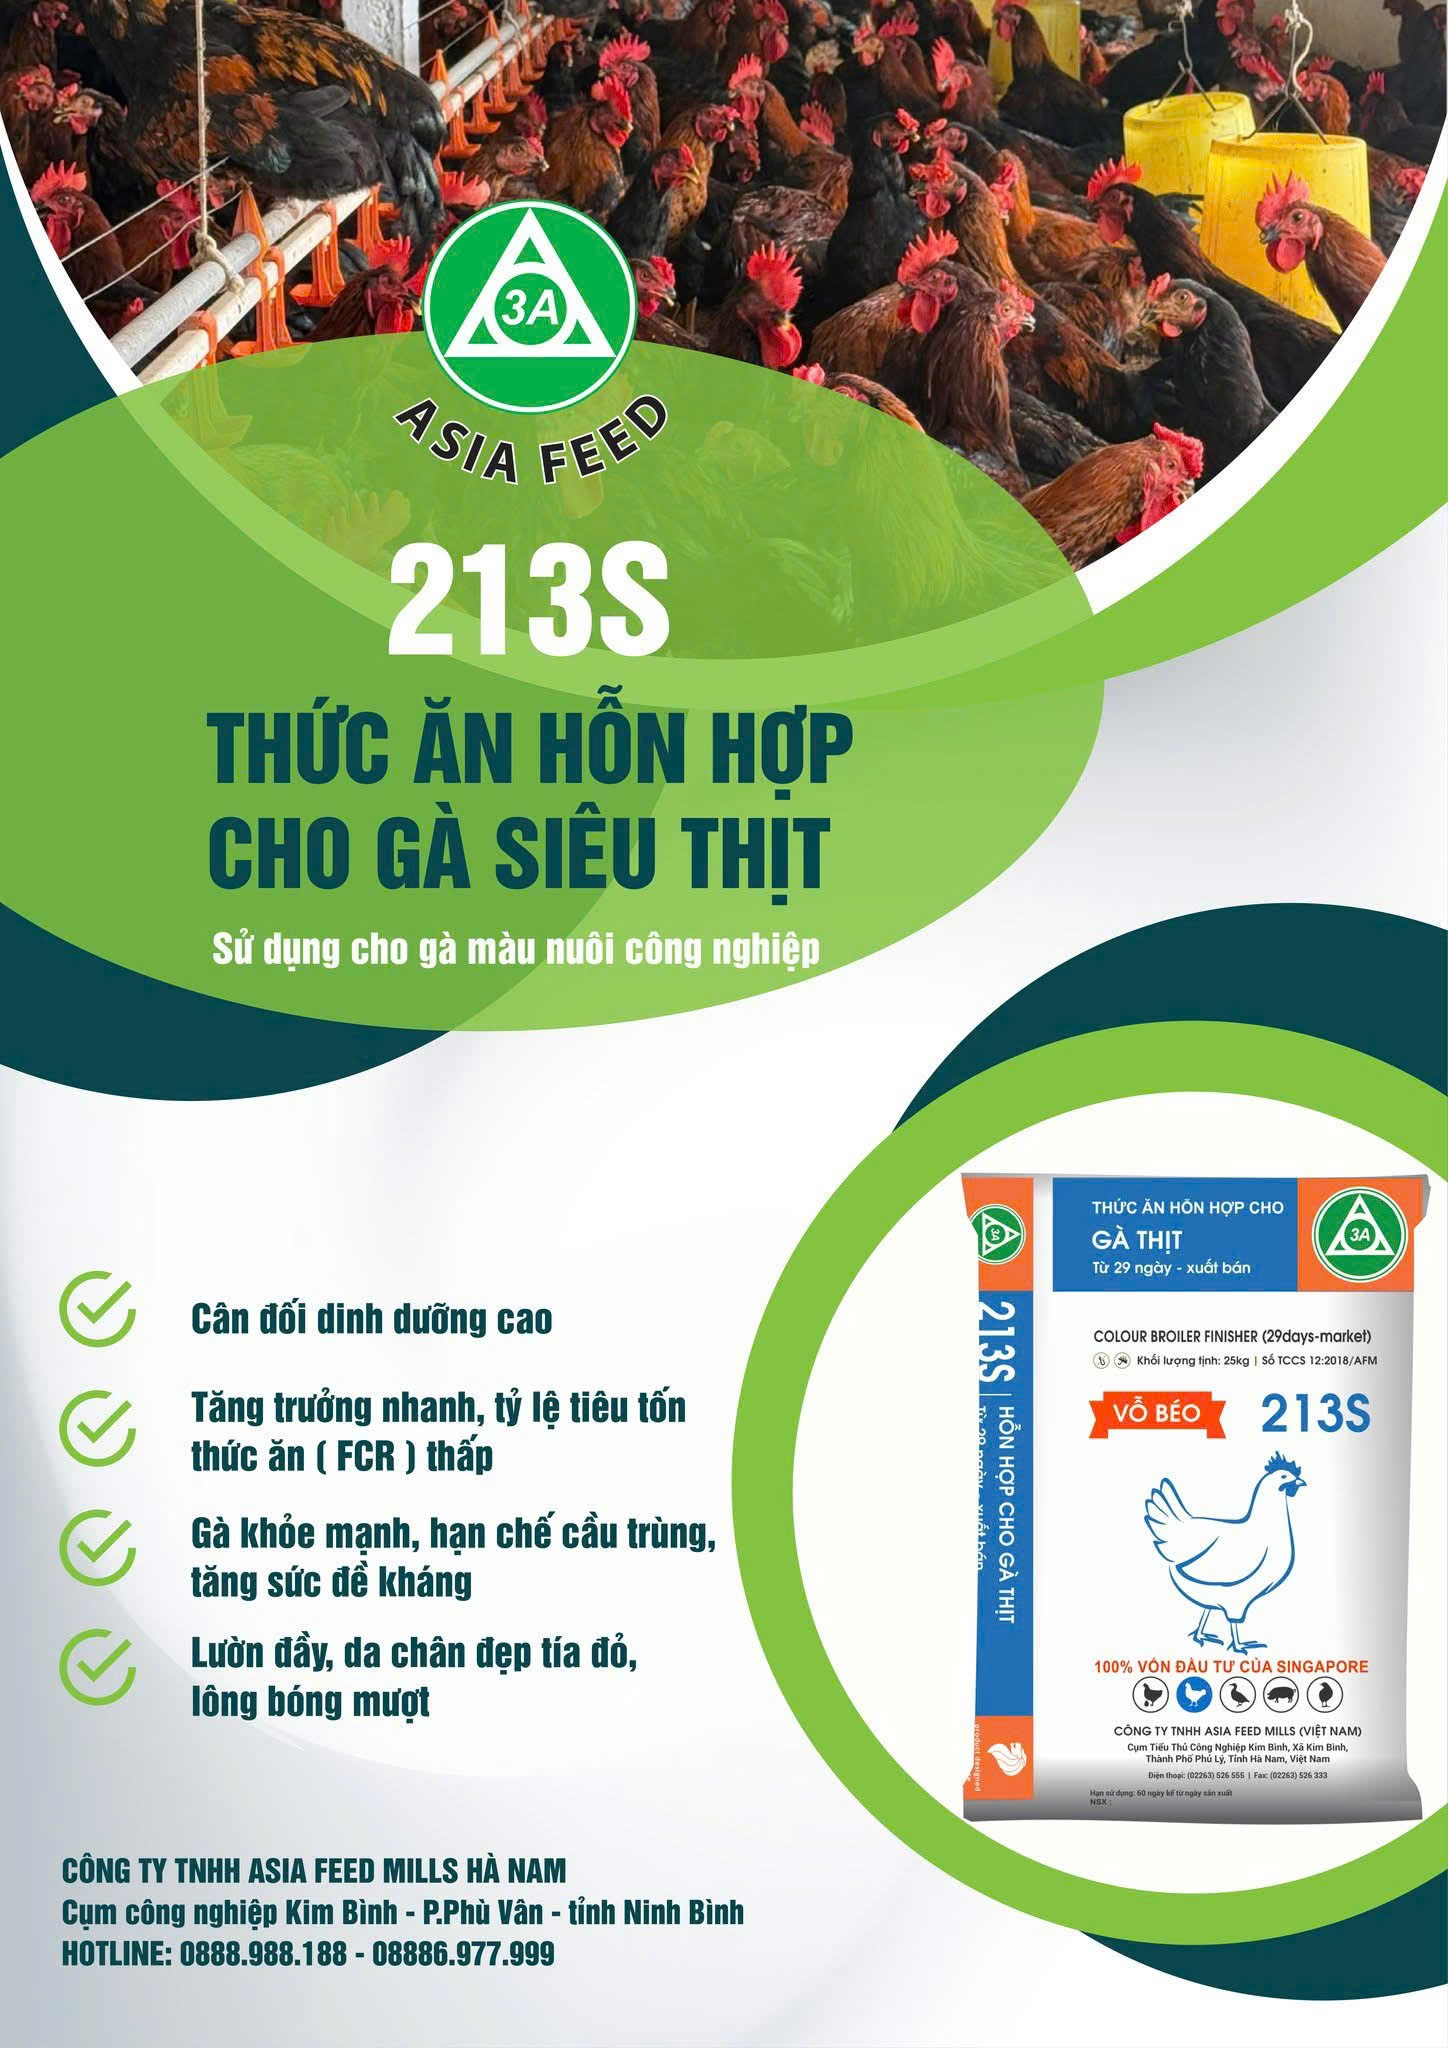 3A
ASIA FEED
213S
THỨC ĂN HỖN HỢP
CHO GÀ SIÊU THỊT
Sử dụng cho gà màu nuôi công nghiệp
Cân đối dinh dưỡng cao
Tăng trưởng nhanh, tỷ lệ tiêu tốn
thức ăn ( FCR ) thấp
Gà khỏe mạnh, hạn chế cầu trùng,
tăng sức đề kháng
Lườn đầy, da chân đẹp tía đỏ,
lông bóng mượt
3A
213S
HỖN HỢP CHO GÀ THỊT
Từ 29 ngày - xuất bán
product designed
THỨC ĂN HỖN HỢP CHO
GÀ THỊT
Từ 29 ngày - xuất bán
3A
COLOUR BROILER FINISHER (29days-market)
Khối lượng tịnh: 25kg | Số TCCS 12:2018/AFM
VỖ BÉO 213S
100% VỐN ĐẦU TƯ CỦA SINGAPORE
CÔNG TY TNHH ASIA FEED MILLS (VIỆT NAM)
Cụm Tiểu Thủ Công Nghiệp Kim Bình, Xã Kim Bình,
Thành Phố Phủ Lý, Tỉnh Hà Nam, Việt Nam
Điện thoại: (02263) 526 555 | Fax: (02263) 526 333
Hạn sử dụng: 60 ngày kể từ ngày sản xuất
NSX :
CÔNG TY TNHH ASIA FEED MILLS HÀ NAM
Cụm công nghiệp Kim Bình - P.Phù Vân - tỉnh Ninh Bình
HOTLINE: 0888.988.188 - 08886.977.999